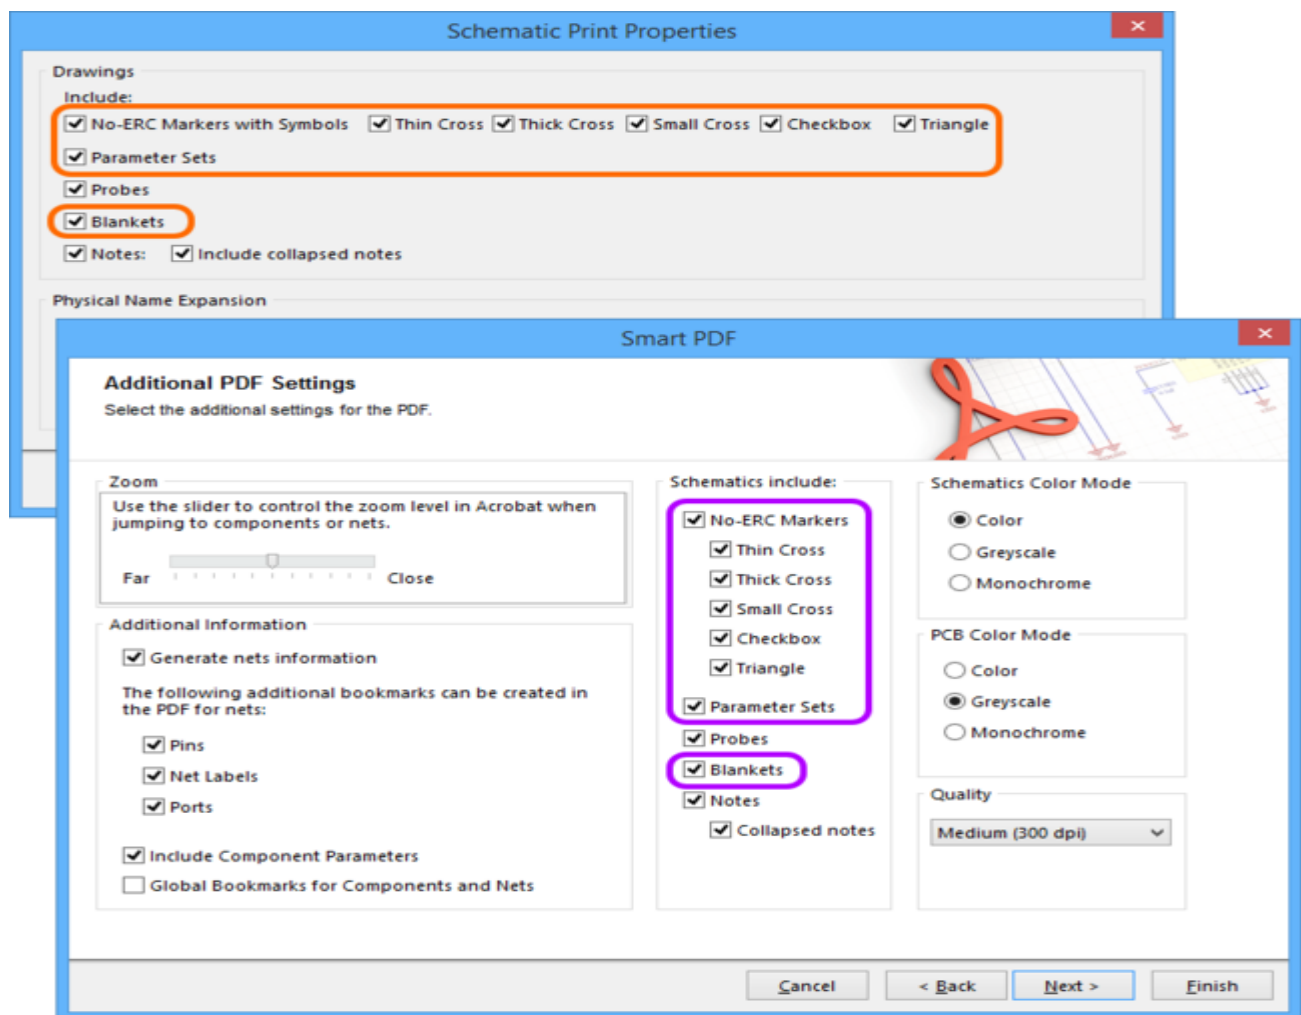 Schematic Print Properties
Drawings
Include:
No-ERC Markers with Symbols Thin Cross Thick Cross Small Cross Checkbox Triangle
Parameter Sets
Probes
Blankets
Notes: Include collapsed notes
Physical Name Expansion
Smart PDF
Additional PDF Settings
Select the additional settings for the PDF.
Zoom
Use the slider to control the zoom level in Acrobat when
jumping to components or nets.
Far Close
Additional Information
Generate nets information
The following additional bookmarks can be created in
the PDF for nets:
Pins
Net Labels
Ports
Include Component Parameters
Global Bookmarks for Components and Nets
Schematics include:
No-ERC Markers
Thin Cross
Thick Cross
Small Cross
Checkbox
Triangle
Parameter Sets
Probes
Blankets
Notes
Collapsed notes
Schematics Color Mode
Color
Greyscale
Monochrome
PCB Color Mode
Color
Greyscale
Monochrome
Quality
Medium (300 dpi)
Cancel < Back Next > Finish